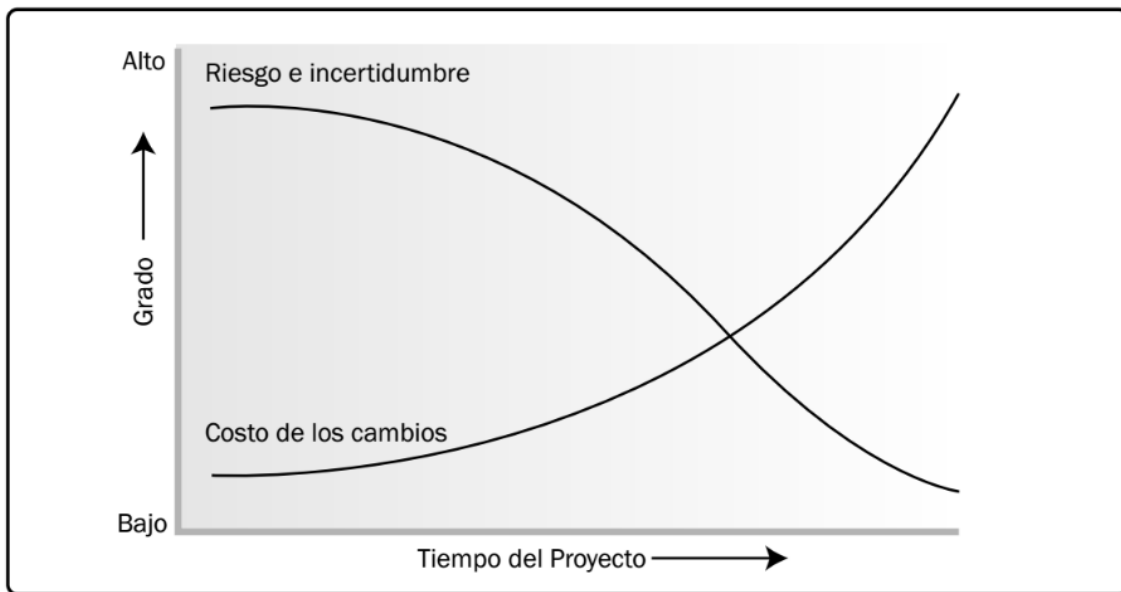 Alto
Riesgo e incertidumbre
Grado
Costo de los cambios
Bajo
Tiempo del Proyecto